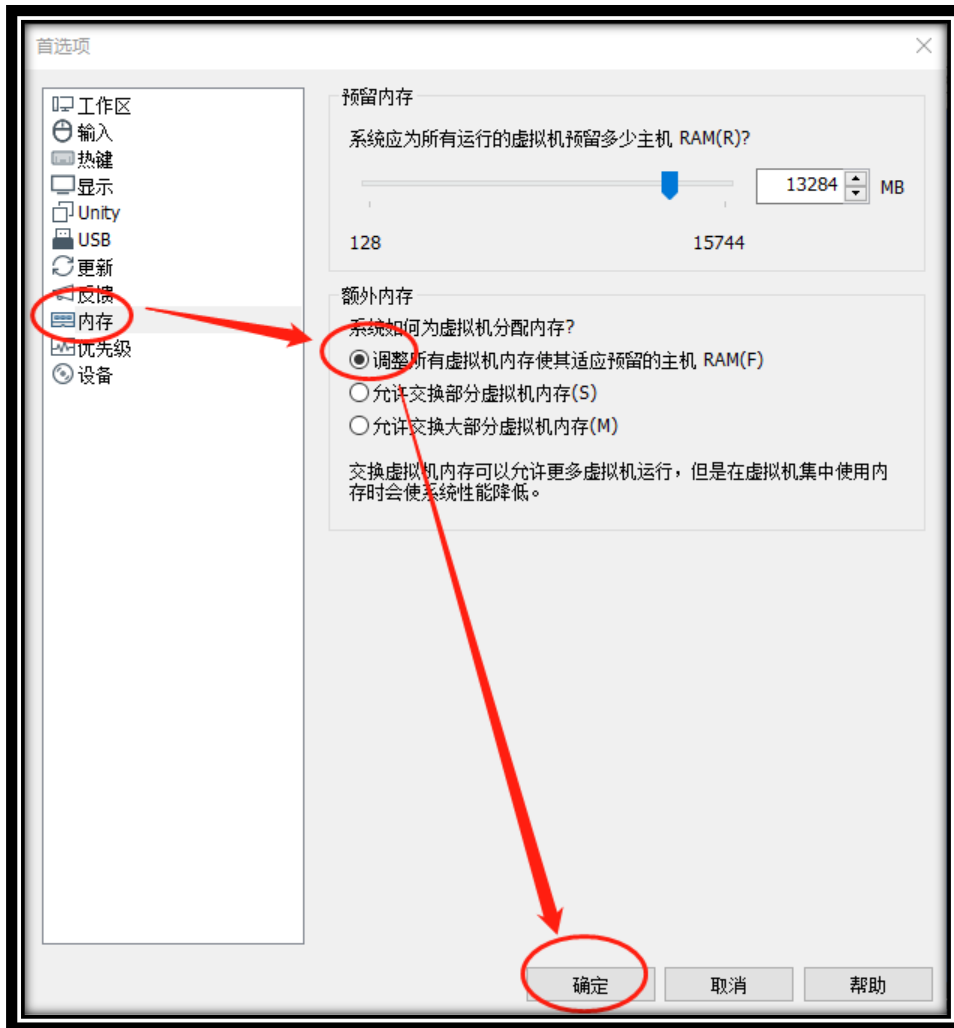 首选项
工作区
输入
热键
显示
Unity
USB
更新
反馈
内存
优先级
设备
预留内存
系统应为所有运行的虚拟机预留多少主机 RAM(R)?
13284
MB
128
15744
额外内存
系统如何为虚拟机分配内存?
调整所有虚拟机内存使其适应预留的主机 RAM(F)
允许交换部分虚拟机内存(S)
允许交换大部分虚拟机内存(M)
交换虚拟机内存可以允许更多虚拟机运行，但是在虚拟机集中使用内
存时会使系统性能降低。
确定
取消
帮助